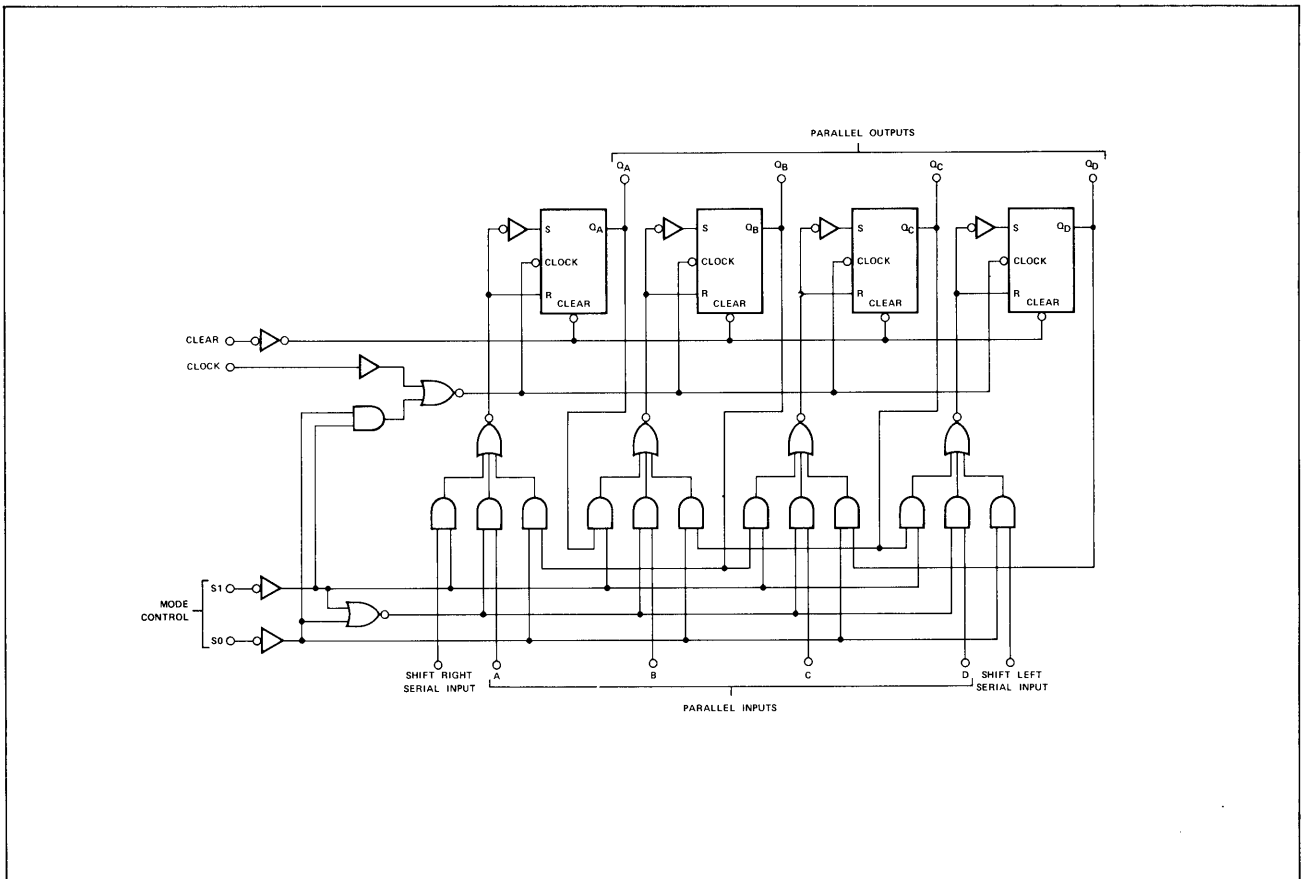 PARALLEL OUTPUTS
QA QB QC QD
S QA S QB S QC S QD
CLOCK CLOCK CLOCK CLOCK
R R R R
CLEAR CLEAR CLEAR CLEAR
CLEAR
CLOCK
S1
MODE
CONTROL
S0
SHIFT RIGHT
SERIAL INPUT
A
B
C
D
SHIFT LEFT
SERIAL INPUT
PARALLEL INPUTS